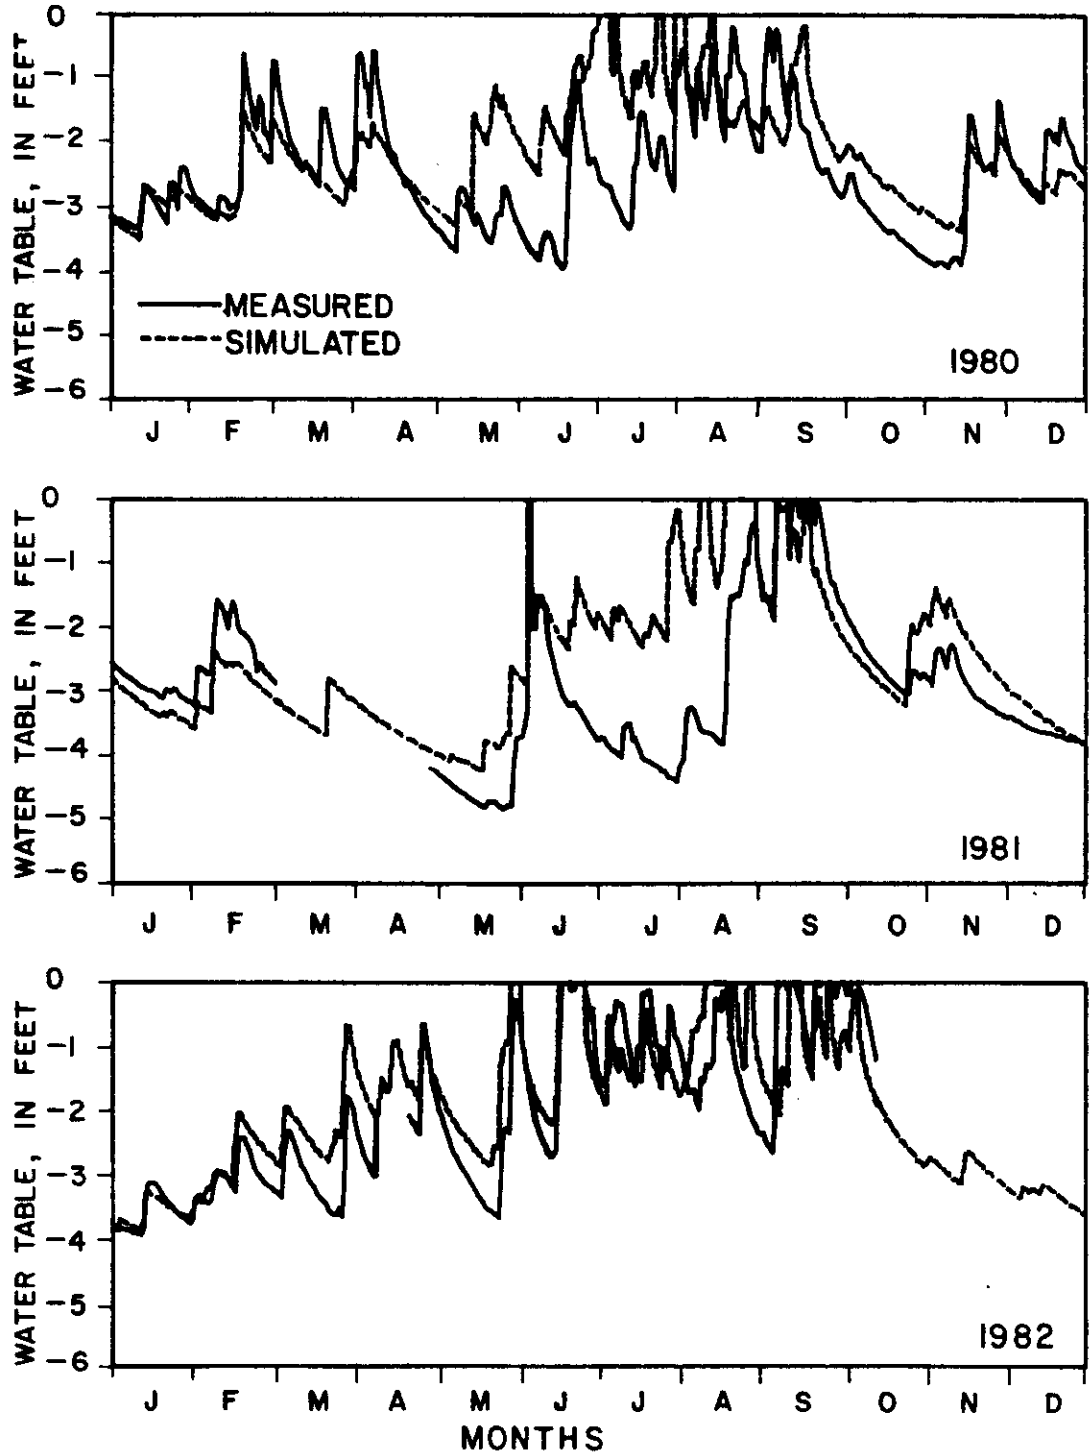 WATER TABLE, IN FEET
0
-1
-2
-3
-4
-5
-6
MEASURED
SIMULATED
1980
J F M A M J J A S O N D
WATER TABLE, IN FEET
0
-1
-2
-3
-4
-5
-6
1981
J F M A M J J A S O N D
WATER TABLE, IN FEET
0
-1
-2
-3
-4
-5
-6
1982
J F M A M J J A S O N D
MONTHS